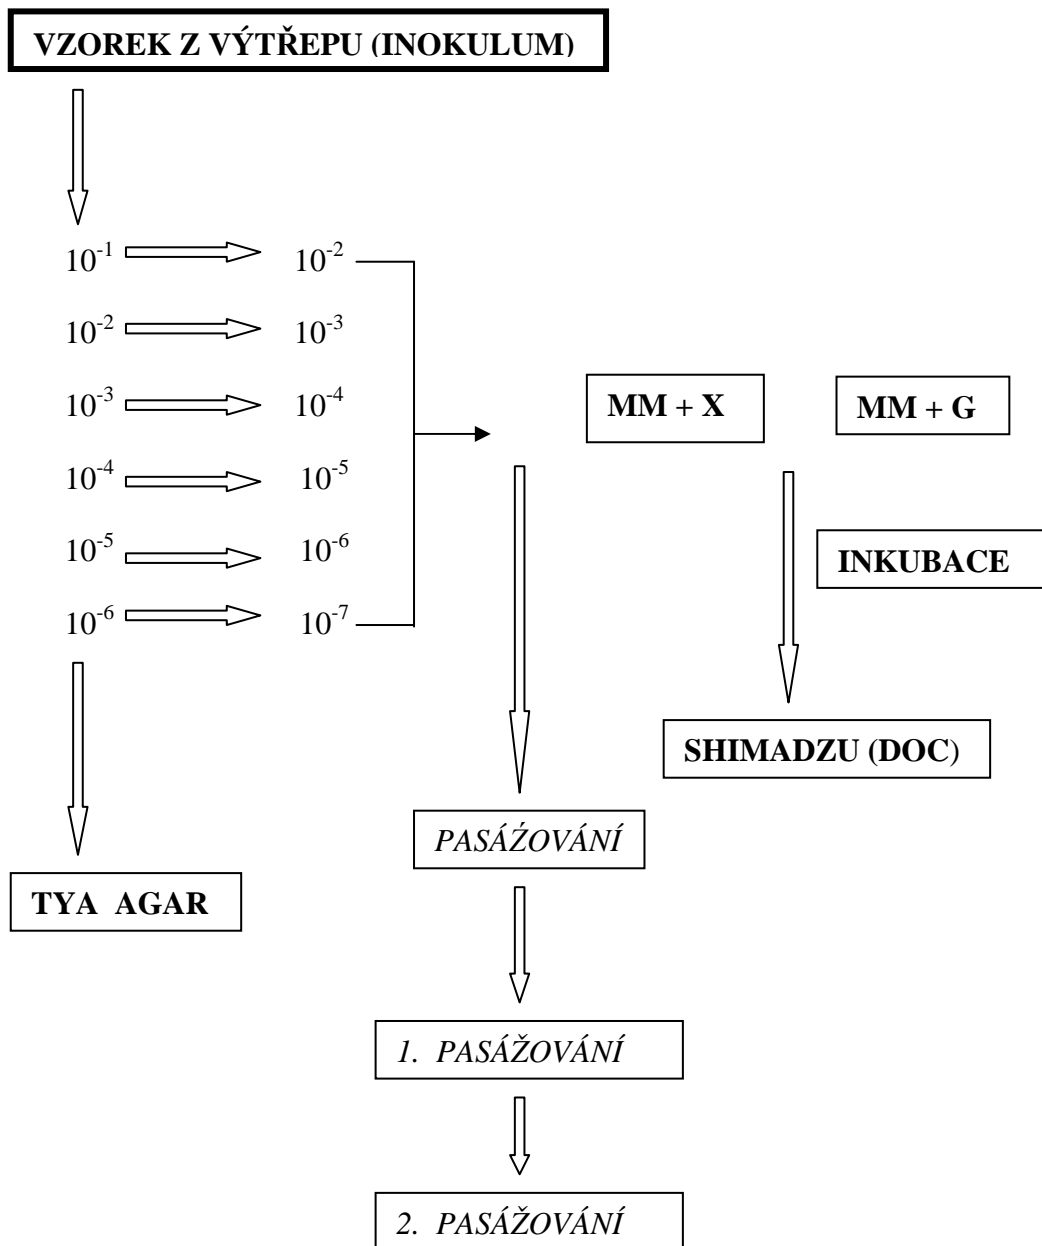 VZOREK Z VÝTŘEPU (INOKULUM)
10⁻¹ 10⁻²
10⁻² 10⁻³
10⁻³ 10⁻⁴
MM + X MM + G
10⁻⁴ 10⁻⁵
10⁻⁵ 10⁻⁶
INKUBACE
10⁻⁶ 10⁻⁷
SHIMADZU (DOC)
PASÁŹOVÁNÍ
TYA AGAR
1. PASÁŽOVÁNÍ
2. PASÁŽOVÁNÍ